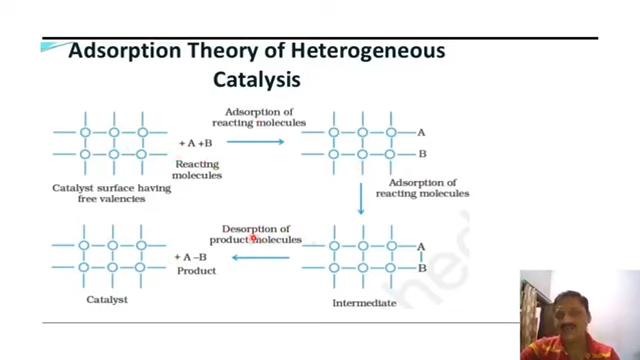 Adsorption Theory of Heterogeneous
Catalysis
Adsorption of
reacting molecules
+ A +B
Reacting
molecules
A
B
Catalyst surface having
free valencies
Adsorption of
reacting molecules
Desorption of
product molecules
+ A –B
Product
A
B
Catalyst
Intermediate